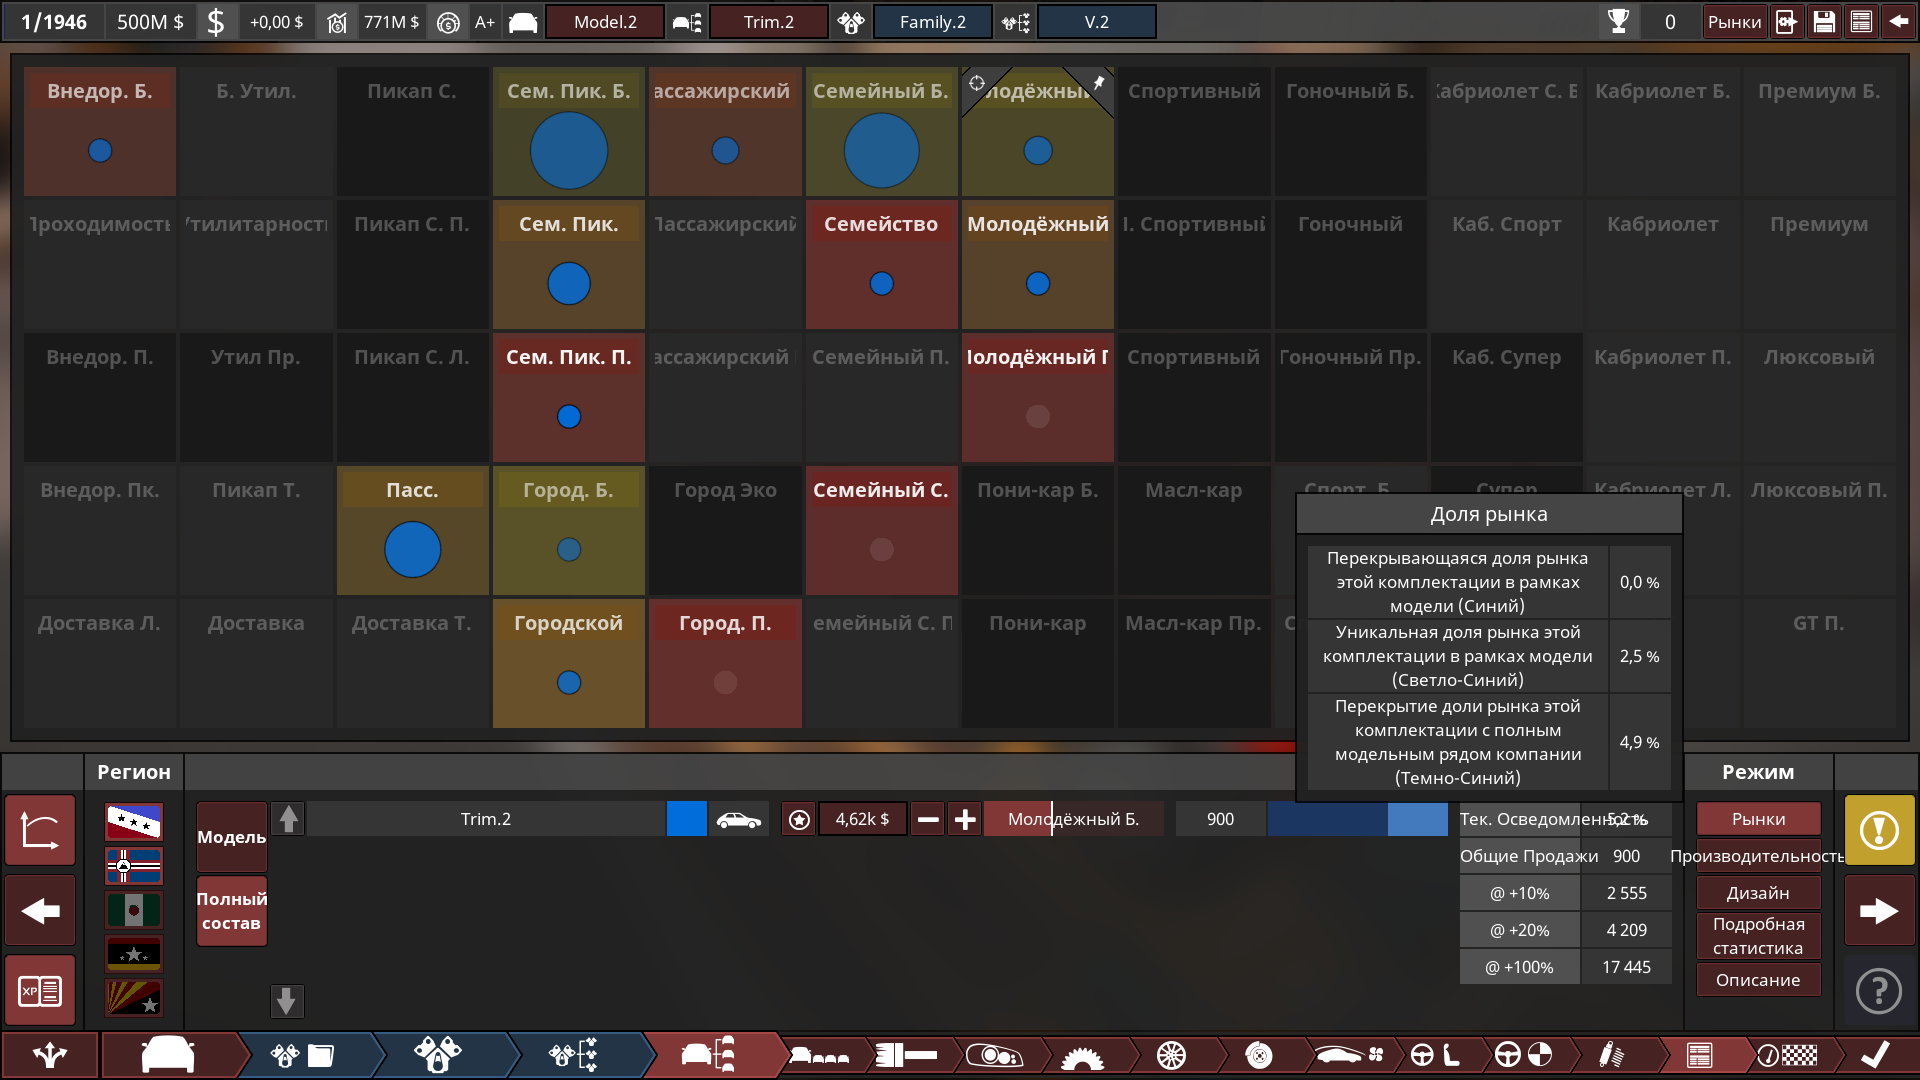 1/1946 500M $ +0,00 $ 771M $ A+ Model.2 Trim.2 Family.2 V.2 0 Рынки
Внедор. Б. Б. Утил. Пикап С. Сем. Пик. Б. ассажирский Семейный Б. лодёжный Спортивный Гоночный Б. Кабриолет С. Б Кабриолет Б. Премиум Б.
Проходимость Утилитарность Пикап С. П. Сем. Пик. Пассажирский Семейство Молодёжный П. Спортивный Гоночный Каб. Спорт Кабриолет Премиум
Внедор. П. Утил Пр. Пикап С. Л. Сем. Пик. П. ассажирский Семейный П. Молодёжный П Спортивный Гоночный Пр. Каб. Супер Кабриолет П. Люксовый
Внедор. Пк. Пикап Т. Пасс. Город. Б. Город Эко Семейный С. Пони-кар Б. Масл-кар Спорт. Б. Супер Кабриолет Л. Люксовый П.
Доставка Л. Доставка Доставка Т. Городской Город. П. емейный С. П Пони-кар Масл-кар Пр. С GT П.
Доля рынка
Перекрывающаяся доля рынка
этой комплектации в рамках
модели (Синий)
0,0 %
Уникальная доля рынка этой
комплектации в рамках модели
(Светло-Синий)
2,5 %
Перекрытие доли рынка этой
комплектации с полным
модельным рядом компании
(Темно-Синий)
4,9 %
Регион
Режим
Модель
Полный
состав
Trim.2 4,62k $ Молодёжный Б. 900
Тек. Осведомленность 5,2 %
Общие Продажи 900
@ +10% 2 555
@ +20% 4 209
@ +100% 17 445
Рынки
Производительность
Дизайн
Подробная
статистика
Описание
XP
?